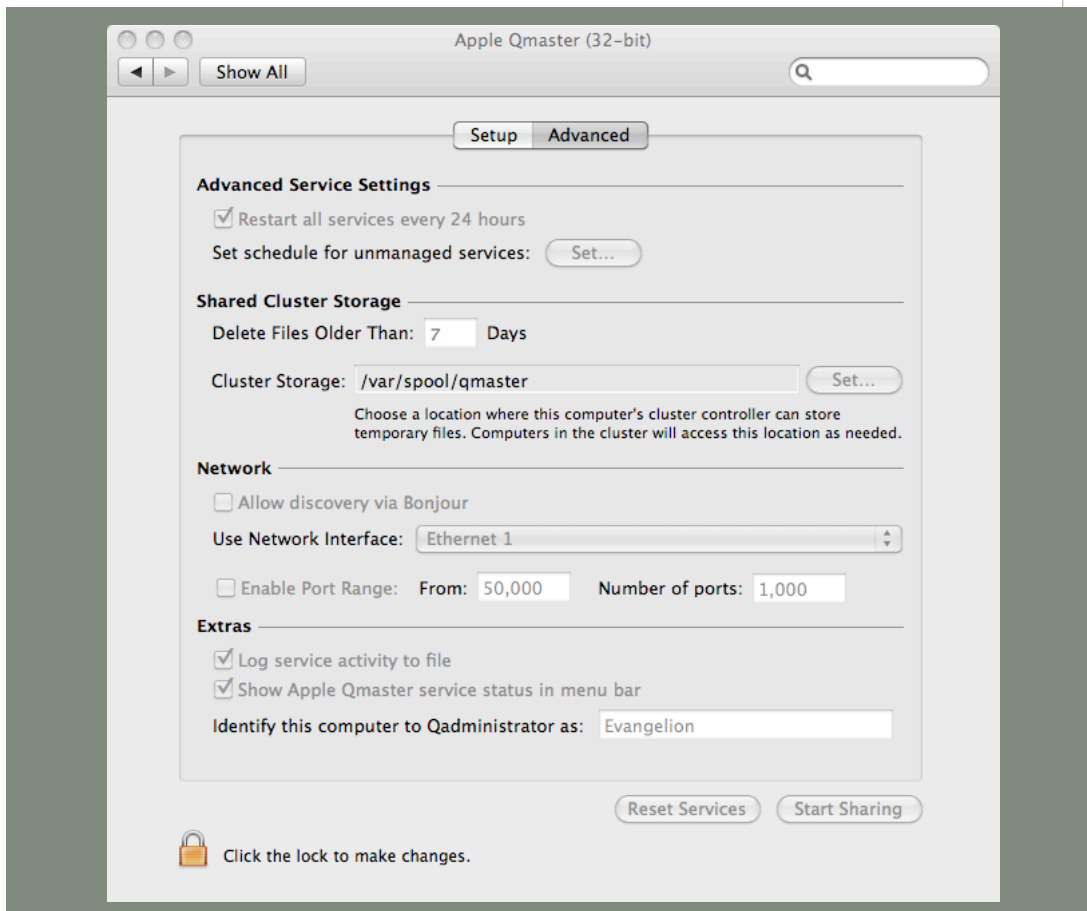 Apple Qmaster (32-bit)
Show All
Setup Advanced
Advanced Service Settings
Restart all services every 24 hours
Set schedule for unmanaged services: Set...
Shared Cluster Storage
Delete Files Older Than: 7 Days
Cluster Storage: /var/spool/qmaster Set...
Choose a location where this computer's cluster controller can store
temporary files. Computers in the cluster will access this location as needed.
Network
Allow discovery via Bonjour
Use Network Interface: Ethernet 1
Enable Port Range: From: 50,000 Number of ports: 1,000
Extras
Log service activity to file
Show Apple Qmaster service status in menu bar
Identify this computer to Qadministrator as: Evangelion
Reset Services Start Sharing
Click the lock to make changes.